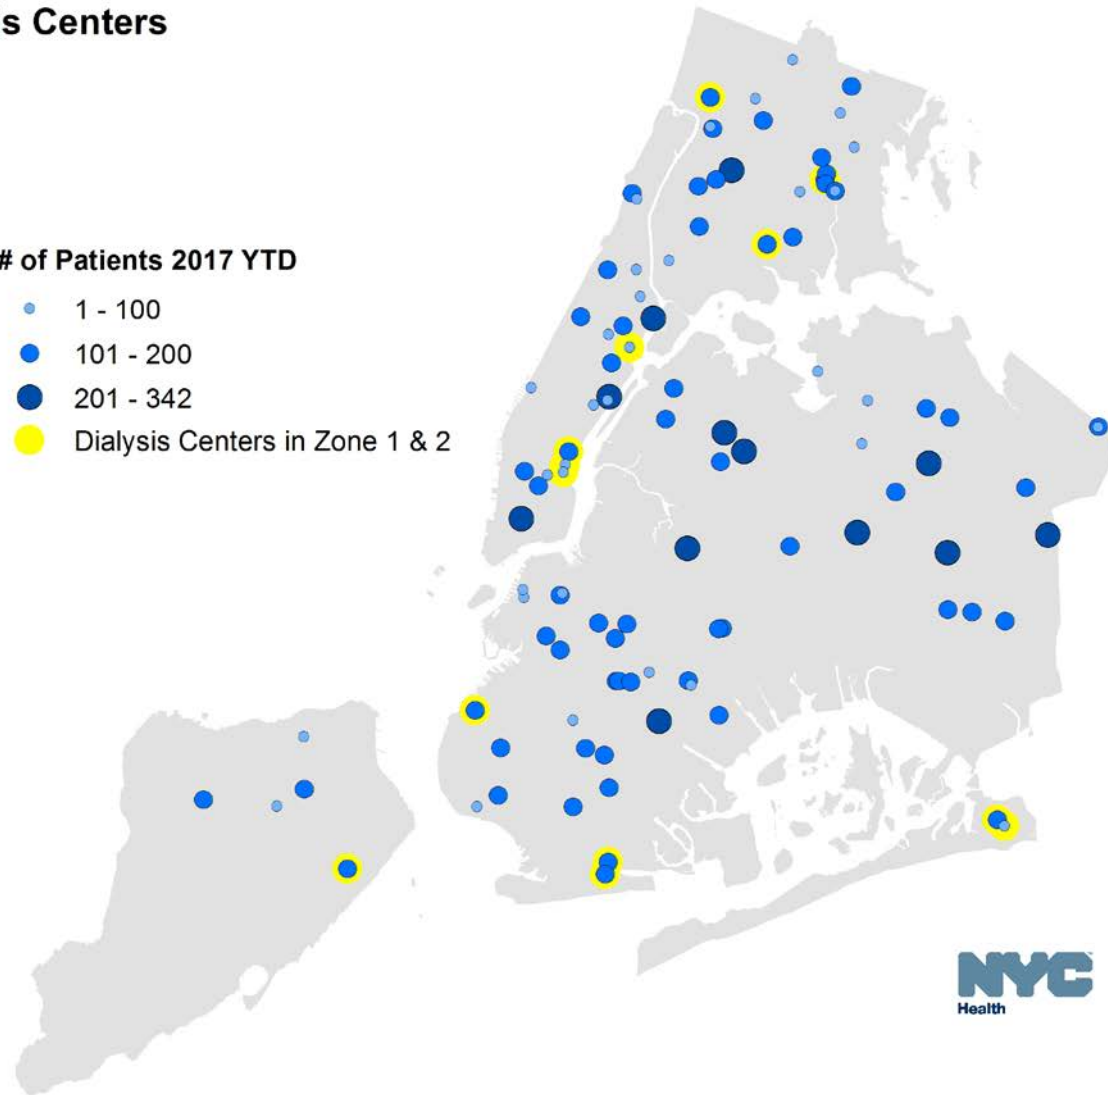 s Centers
# of Patients 2017 YTD
1 - 100
101 - 200
201 - 342
Dialysis Centers in Zone 1 & 2
NYC
Health